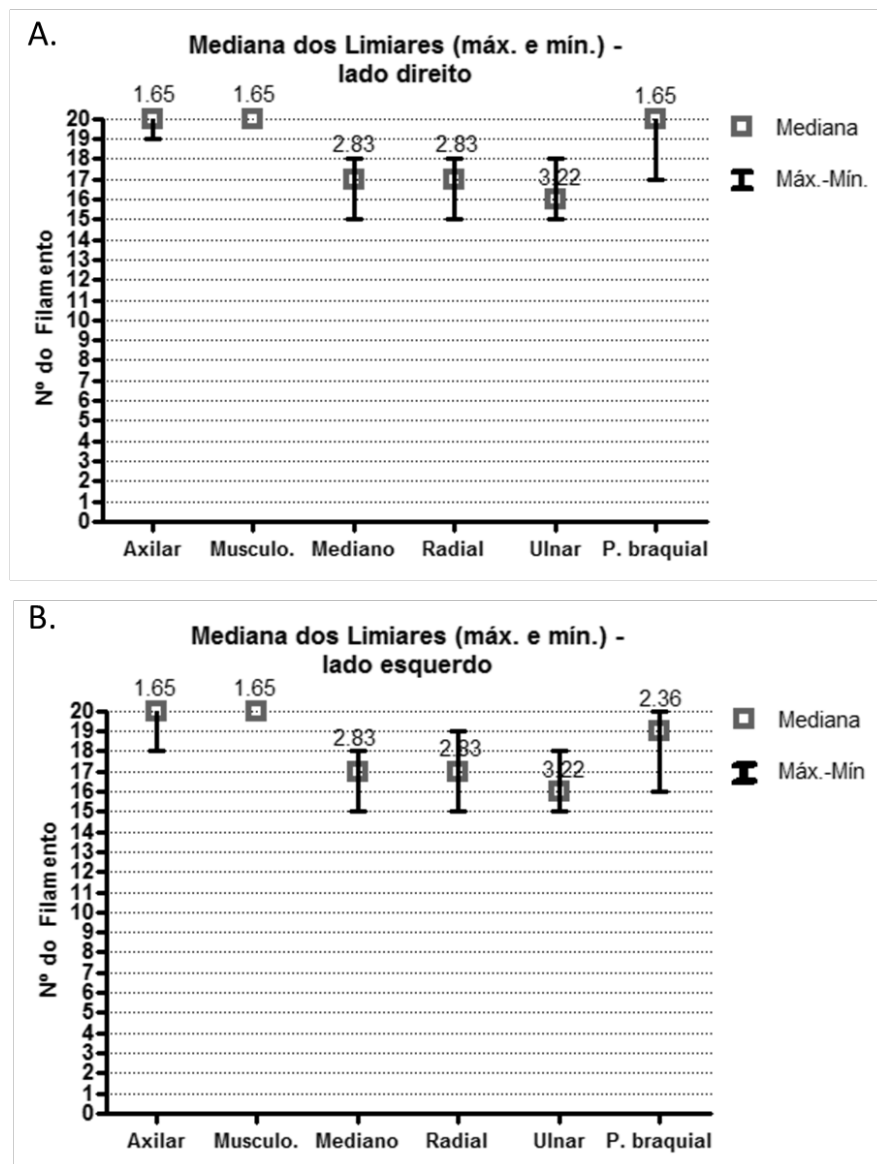 A.
Mediana dos Limiares (máx. e mín.) -
lado direito
1.65 1.65 2.83 2.83 3.22 1.65
Mediana
Máx.-Mín.
Nº do Filamento
20
19
18
17
16
15
14
13
12
11
10
9
8
7
6
5
4
3
2
1
0
Axilar Musculo. Mediano Radial Ulnar P. braquial
B.
Mediana dos Limiares (máx. e mín.) -
lado esquerdo
1.65 1.65 2.83 2.83 3.22 2.36
Mediana
Máx.-Mín
Nº do Filamento
20
19
18
17
16
15
14
13
12
11
10
9
8
7
6
5
4
3
2
1
0
Axilar Musculo. Mediano Radial Ulnar P. braquial